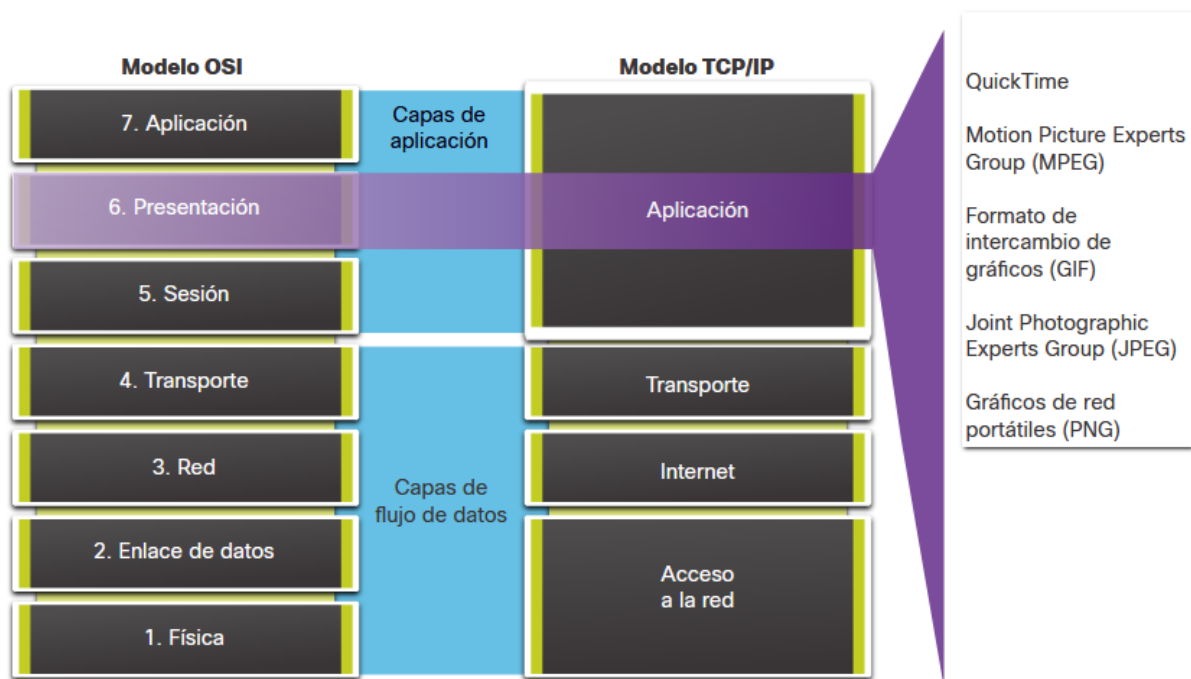 Modelo OSI
7. Aplicación
6. Presentación
5. Sesión
4. Transporte
3. Red
2. Enlace de datos
1. Física
Capas de
aplicación
Capas de
flujo de datos
Modelo TCP/IP
Aplicación
Transporte
Internet
Acceso
a la red
QuickTime
Motion Picture Experts
Group (MPEG)
Formato de
intercambio de
gráficos (GIF)
Joint Photographic
Experts Group (JPEG)
Gráficos de red
portátiles (PNG)